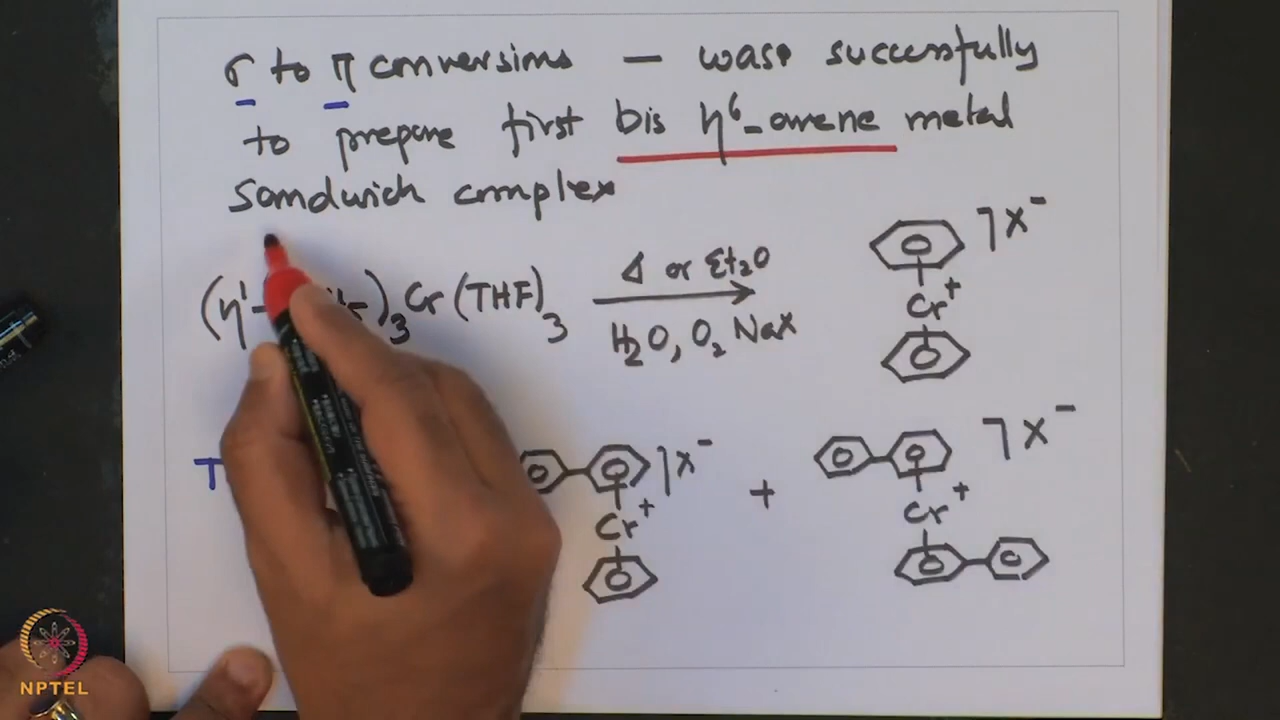 σ to π conversions — was successfully
to prepare first bis η⁶-arene metal
Sandwich complex
(η¹- )₃Cr(THF)₃
Δ or Et₂O
H₂O, O₂ NaX
Cr⁺ ⏋X⁻
T
Cr⁺ ⏋X⁻ + Cr⁺ ⏋X⁻
NPTEL